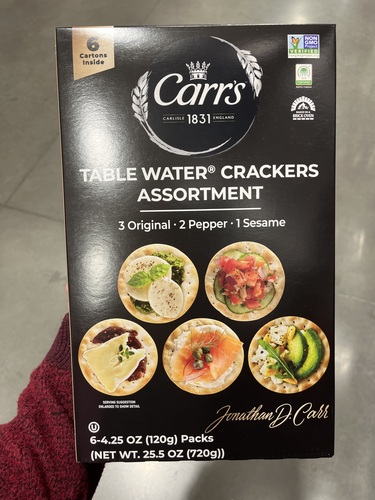 6
Cartons
Inside
NON
GMO
Project
VERIFIED
Carr's
CARLISLE 1831 ENGLAND
BRICK OVEN
TABLE WATER® CRACKERS
ASSORTMENT
3 Original · 2 Pepper · 1 Sesame
SERVING SUGGESTION
ENLARGED TO SHOW DETAIL
Jonathan D. Carr
U
6-4.25 OZ (120g) Packs
(NET WT. 25.5 OZ (720g))